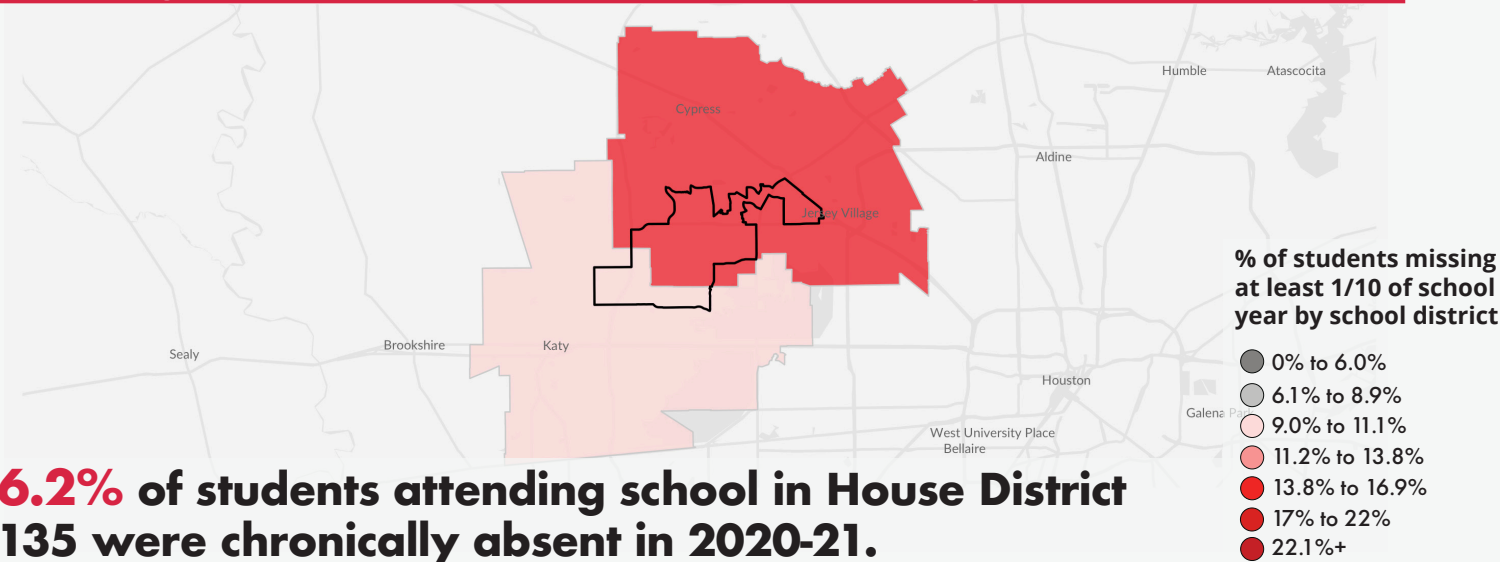 Humble
Atascocita
Cypress
Aldine
Jersey Village
Sealy
Brookshire
Katy
Houston
Galena Park
West University Place
Bellaire
% of students missing
at least 1/10 of school
year by school district
0% to 6.0%
6.1% to 8.9%
9.0% to 11.1%
11.2% to 13.8%
13.8% to 16.9%
17% to 22%
22.1%+
6.2% of students attending school in House District
135 were chronically absent in 2020-21.